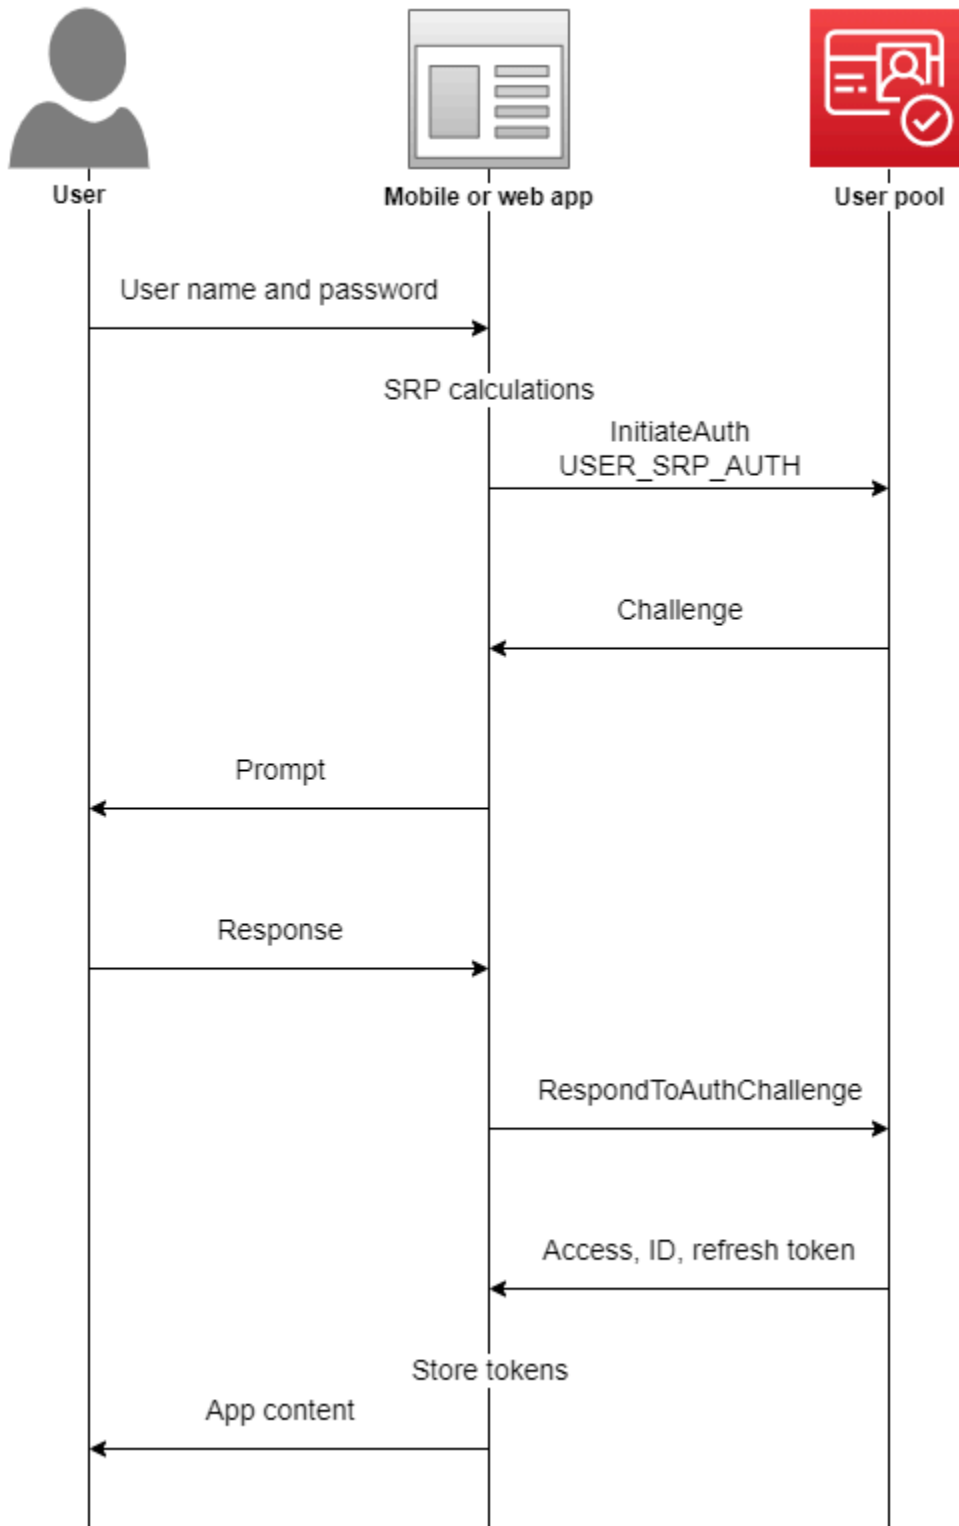 User
Mobile or web app
User pool
User name and password
SRP calculations
InitiateAuth
USER_SRP_AUTH
Challenge
Prompt
Response
RespondToAuthChallenge
Access, ID, refresh token
Store tokens
App content